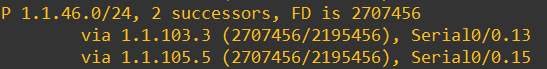 P 1.1.46.0/24, 2 successors, FD is 2707456
via 1.1.103.3 (2707456/2195456), Serial0/0.13
via 1.1.105.5 (2707456/2195456), Serial0/0.15